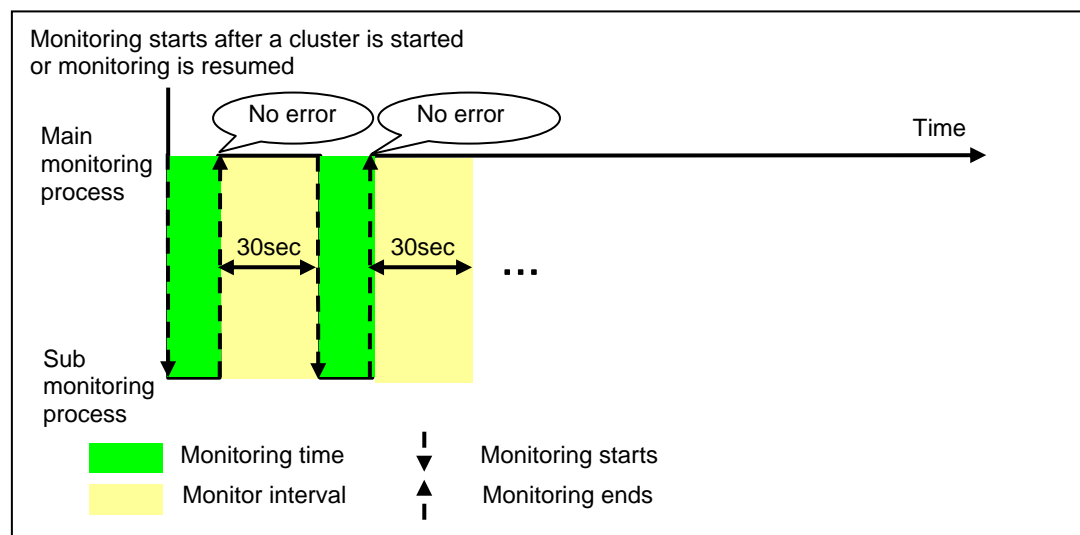 Monitoring starts after a cluster is started
or monitoring is resumed
No error
No error
Time
Main
monitoring
process
30sec
30sec
...
Sub
monitoring
process
Monitoring time
Monitoring starts
Monitor interval
Monitoring ends